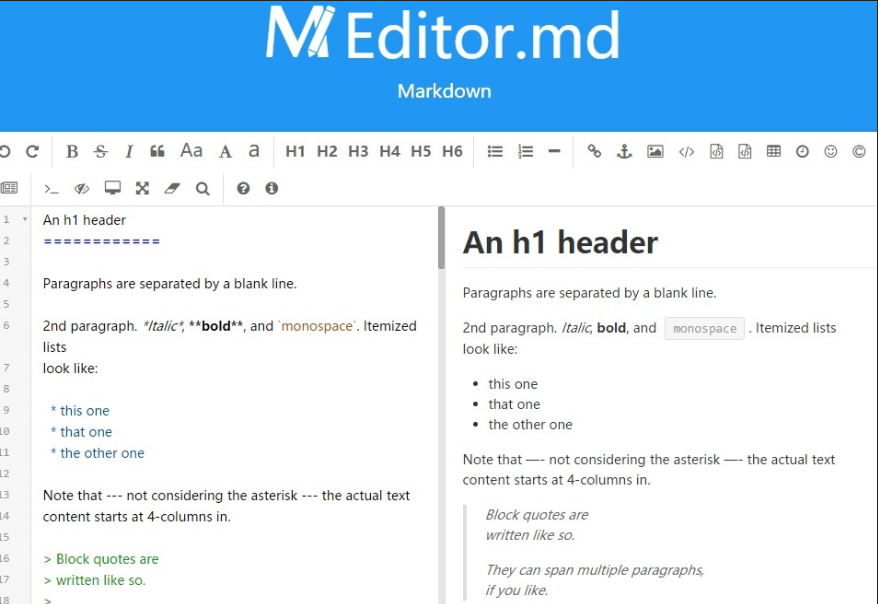 M Editor.md
Markdown
B S I Aa A a H1 H2 H3 H4 H5 H6
1 An h1 header
2 ============
3
4 Paragraphs are separated by a blank line.
5
6 2nd paragraph. *Italic*, **bold**, and `monospace`. Itemized
lists
7 look like:
8
9 * this one
10 * that one
11 * the other one
12
13 Note that --- not considering the asterisk --- the actual text
14 content starts at 4-columns in.
15
16 > Block quotes are
17 > written like so.
18 >
An h1 header
Paragraphs are separated by a blank line.
2nd paragraph. Italic, bold, and monospace . Itemized lists
look like:
• this one
• that one
• the other one
Note that —- not considering the asterisk —- the actual text
content starts at 4-columns in.
Block quotes are
written like so.
They can span multiple paragraphs,
if you like.